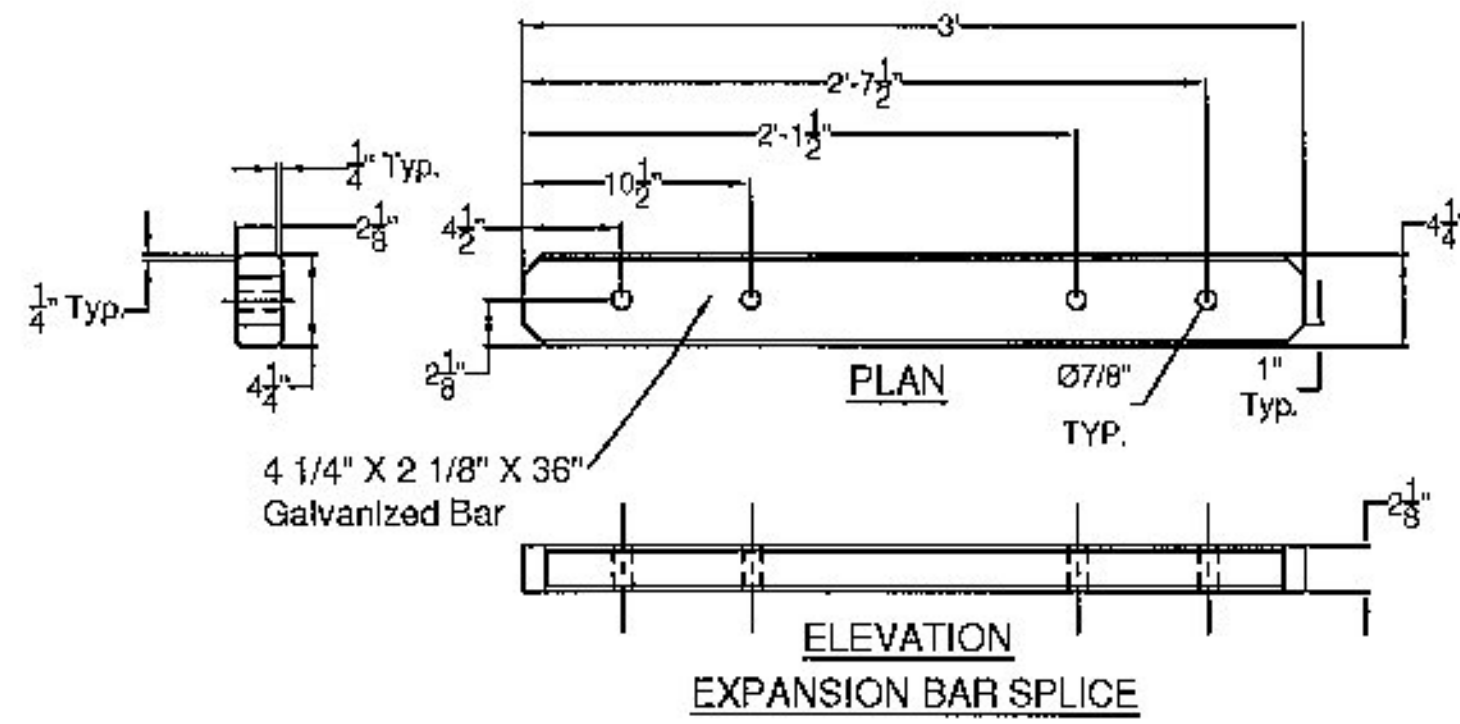 3'
2'-7 1/2"
2'-1 1/2"
10 1/2"
4 1/2"
1/4" Typ.
2 1/8"
1/4" Typ.
4 1/4"
2 1/8"
4 1/4"
PLAN
Ø7/8"
TYP.
1"
Typ.
4 1/4" X 2 1/8" X 36"
Galvanized Bar
2 1/8"
ELEVATION
EXPANSION BAR SPLICE